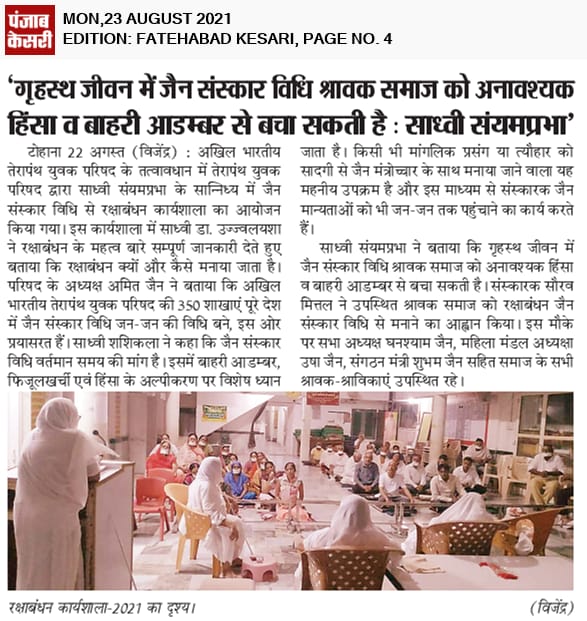 पंजाब
केसरी
MON,23 AUGUST 2021
EDITION: FATEHABAD KESARI, PAGE NO. 4
‘गृहस्थ जीवन में जैन संस्कार विधि श्रावक समाज को अनावश्यक
हिंसा व बाहरी आडम्बर से बचा सकती है : साध्वी संयमप्रभा’
टोहाना 22 अगस्त (विजेंद्र) : अखिल भारतीय
तेरापंथ युवक परिषद के तत्वावधान में तेरापंथ युवक
परिषद द्वारा साध्वी संयमप्रभा के सान्निध्य में जैन
संस्कार विधि से रक्षाबंधन कार्यशाला का आयोजन
किया गया। इस कार्यशाला में साध्वी डा. उज्ज्वलयशा
ने रक्षाबंधन के महत्व बारे सम्पूर्ण जानकारी देते हुए
बताया कि रक्षाबंधन क्यों और कैसे मनाया जाता है।
परिषद के अध्यक्ष अमित जैन ने बताया कि अखिल
भारतीय तेरापंथ युवक परिषद की 350 शाखाएं पूरे देश
में जैन संस्कार विधि जन-जन की विधि बने, इस ओर
प्रयासरत हैं। साध्वी शशिकला ने कहा कि जैन संस्कार
विधि वर्तमान समय की मांग है। इसमें बाहरी आडम्बर,
फिजूलखर्ची एवं हिंसा के अल्पीकरण पर विशेष ध्यान
जाता है। किसी भी मांगलिक प्रसंग या त्यौहार को
सादगी से जैन मंत्रोच्चार के साथ मनाया जाने वाला यह
महनीय उपक्रम है और इस माध्यम से संस्कारक जैन
मान्यताओं को भी जन-जन तक पहुंचाने का कार्य करते
हैं।
साध्वी संयमप्रभा ने बताया कि गृहस्थ जीवन में
जैन संस्कार विधि श्रावक समाज को अनावश्यक हिंसा
व बाहरी आडम्बर से बचा सकती है। संस्कारक सौरव
मित्तल ने उपस्थित श्रावक समाज को रक्षाबंधन जैन
संस्कार विधि से मनाने का आह्वान किया। इस मौके
पर सभा अध्यक्ष घनश्याम जैन, महिला मंडल अध्यक्षा
उषा जैन, संगठन मंत्री शुभम जैन सहित समाज के सभी
श्रावक-श्राविकाएं उपस्थित रहे।
रक्षाबंधन कार्यशाला-2021 का दृश्य।
(विजेंद्र)